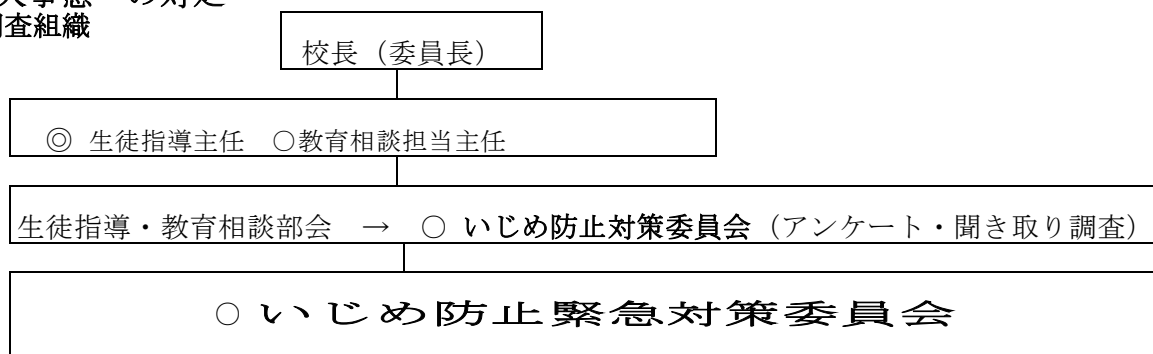 の対処
査組織
校長（委員長）
◎ 生徒指導主任　○教育相談担当主任
生徒指導・教育相談部会　→　○ いじめ防止対策委員会（アンケート・聞き取り調査）
○ いじめ防止緊急対策委員会